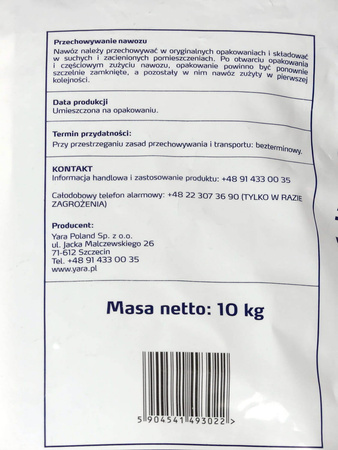 Przechowywanie nawozu
Nawóz należy przechowywać w oryginalnych opakowaniach i składować
w suchych i zacienionych pomieszczeniach. Po otwarciu opakowania
i częściowym zużyciu nawozu, opakowanie powinno być ponownie
szczelnie zamknięte, a pozostały w nim nawóz zużyty w pierwszej
kolejności.
Data produkcji
Umieszczona na opakowaniu.
Termin przydatności:
Przy przestrzeganiu zasad przechowywania i transportu: bezterminowy.
KONTAKT
Informacja handlowa i zastosowanie produktu: +48 91 433 00 35
Całodobowy telefon alarmowy: +48 22 307 36 90 (TYLKO W RAZIE
ZAGROŻENIA)
Producent:
Yara Poland Sp. z o.o.
ul. Jacka Malczewskiego 26
71-612 Szczecin
Tel. +48 91 433 00 35
www.yara.pl
Masa netto: 10 kg
5 904541 493022 >